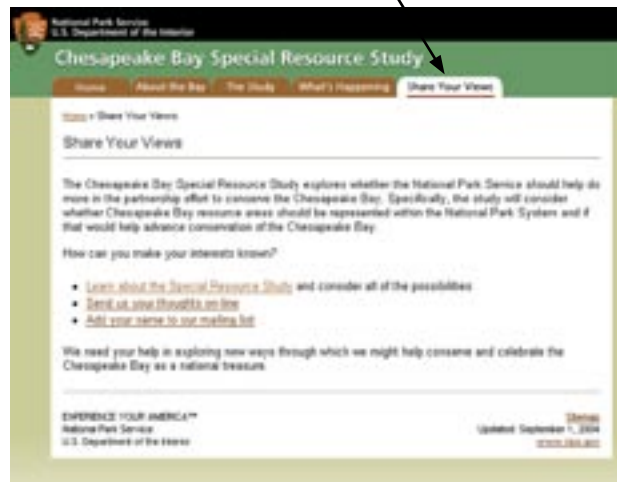 National Park Service
U.S. Department of the Interior
Chesapeake Bay Special Resource Study
Home About the Bay The Study What's Happening Share Your Views
Home > Share Your Views
Share Your Views
The Chesapeake Bay Special Resource Study explores whether the National Park Service should help do
more in the partnership effort to conserve the Chesapeake Bay. Specifically, the study will consider
whether Chesapeake Bay resource areas should be represented within the National Park System and if
that would help advance conservation of the Chesapeake Bay.
How can you make your interests known?
• Learn about the Special Resource Study and consider all of the possibilities
• Send us your thoughts on-line
• Add your name to our mailing list
We need your help in exploring new ways through which we might help conserve and celebrate the
Chesapeake Bay as a national treasure.
EXPERIENCE YOUR AMERICA™
National Park Service
U.S. Department of the Interior
Sitemap
Updated: September 1, 2004
www.nps.gov